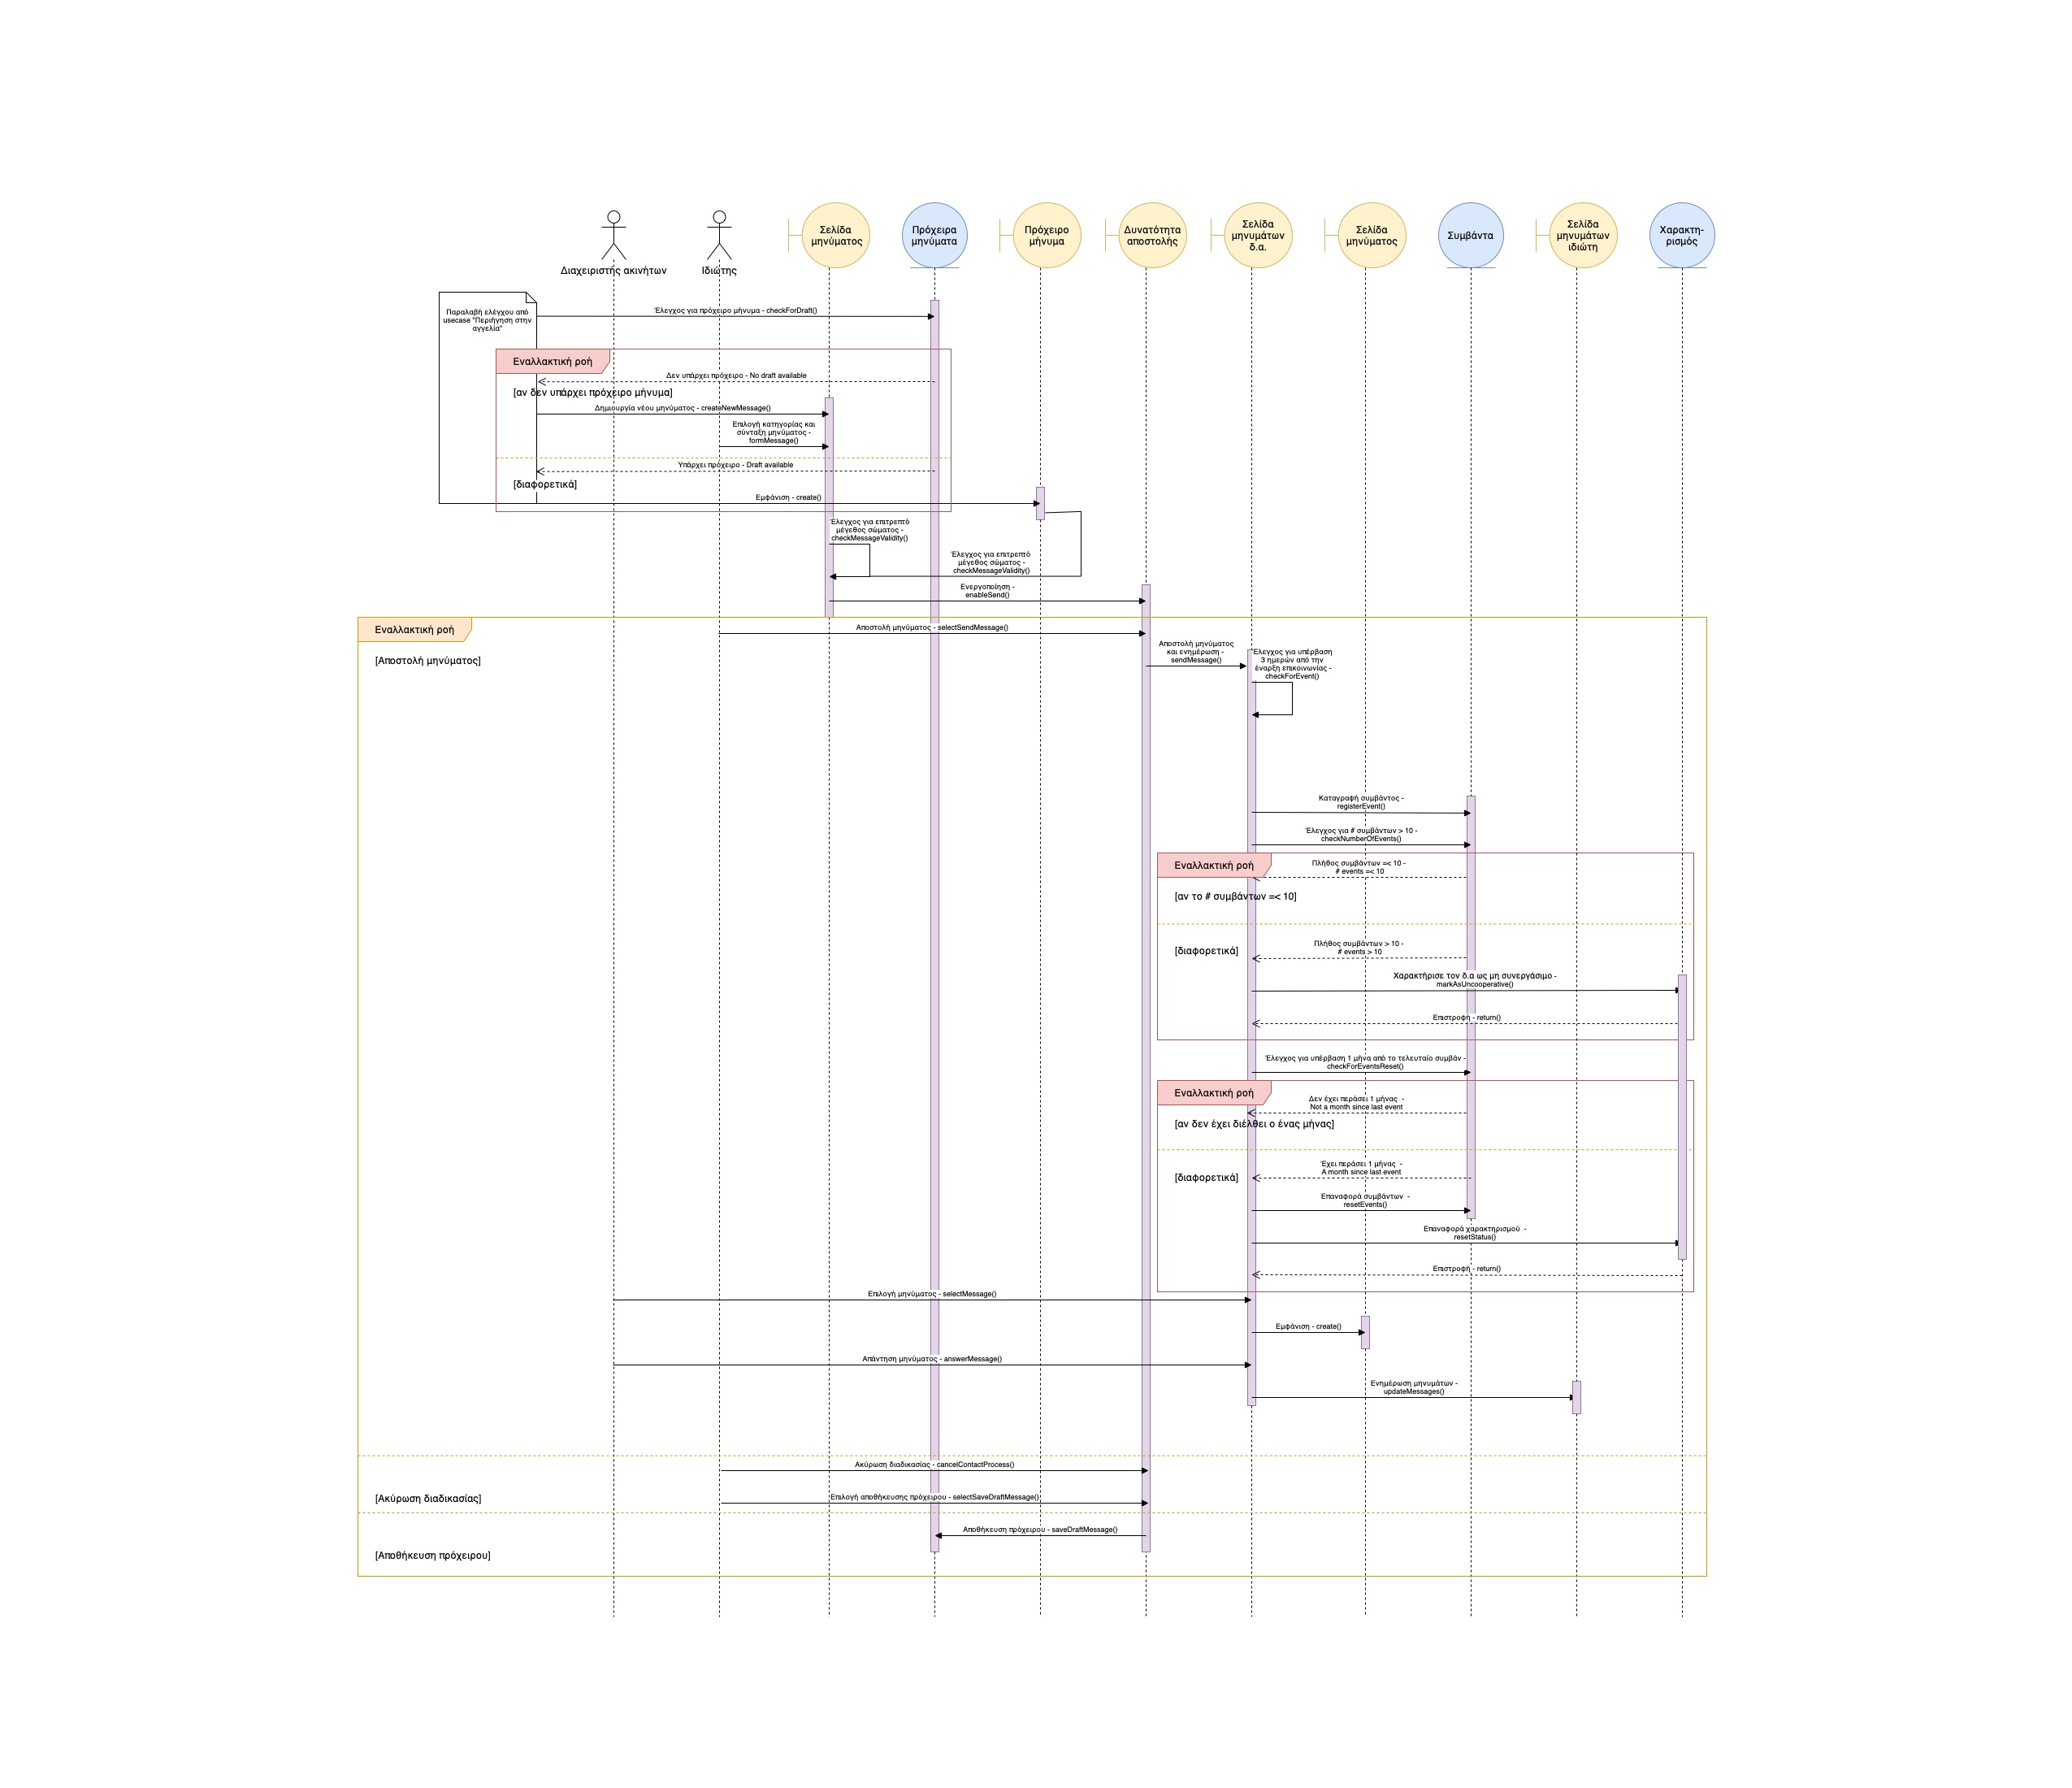 Διαχειριστής ακινήτων
Ιδιώτης
Σελίδα
μηνύματος
Πρόχειρα
μηνύματα
Πρόχειρο
μήνυμα
Δυνατότητα
αποστολής
Σελίδα
μηνυμάτων
δ.α.
Σελίδα
μηνύματος
Συμβάντα
Σελίδα
μηνυμάτων
ιδιώτη
Χαρακτη-
ρισμός
Παραλαβή ελέγχου από
usecase "Περιήγηση στην
αγγελία"
Έλεγχος για πρόχειρο μήνυμα - checkForDraft()
Εναλλακτική ροή
Δεν υπάρχει πρόχειρο - No draft available
[αν δεν υπάρχει πρόχειρο μήνυμα]
Δημιουργία νέου μηνύματος - createNewMessage()
Επιλογή κατηγορίας και
σύνταξη μηνύματος -
formMessage()
Υπάρχει πρόχειρο - Draft available
[διαφορετικά]
Εμφάνιση - create()
Έλεγχος για επιτρεπτό
μέγεθος σώματος -
checkMessageValidity()
Έλεγχος για επιτρεπτό
μέγεθος σώματος -
checkMessageValidity()
Ενεργοποίηση -
enableSend()
Εναλλακτική ροή
Αποστολή μηνύματος - selectSendMessage()
[Αποστολή μηνύματος]
Αποστολή μηνύματος
και ενημέρωση -
sendMessage()
Έλεγχος για υπέρβαση
3 ημερών από την
έναρξη επικοινωνίας -
checkForEvent()
Καταγραφή συμβάντος -
registerEvent()
Έλεγχος για # συμβάντων > 10 -
checkNumberOfEvents()
Εναλλακτική ροή
Πλήθος συμβάντων =< 10 -
# events =< 10
[αν το # συμβάντων =< 10]
[διαφορετικά]
Πλήθος συμβάντων > 10 -
# events > 10
Χαρακτήρισε τον δ.α ως μη συνεργάσιμο -
markAsUncooperative()
Επιστροφή - return()
Έλεγχος για υπέρβαση 1 μήνα από το τελευταίο συμβάν -
checkForEventsReset()
Εναλλακτική ροή
Δεν έχει περάσει 1 μήνας -
Not a month since last event
[αν δεν έχει διέλθει ο ένας μήνας]
Έχει περάσει 1 μήνας -
A month since last event
[διαφορετικά]
Επαναφορά συμβάντων -
resetEvents()
Επαναφορά χαρακτηρισμού -
resetStatus()
Επιστροφή - return()
Επιλογή μηνύματος - selectMessage()
Εμφάνιση - create()
Απάντηση μηνύματος - answerMessage()
Ενημέρωση μηνυμάτων -
updateMessages()
Ακύρωση διαδικασίας - cancelContactProcess()
[Ακύρωση διαδικασίας]
Επιλογή αποθήκευσης πρόχειρου - selectSaveDraftMessage()
Αποθήκευση πρόχειρου - saveDraftMessage()
[Αποθήκευση πρόχειρου]